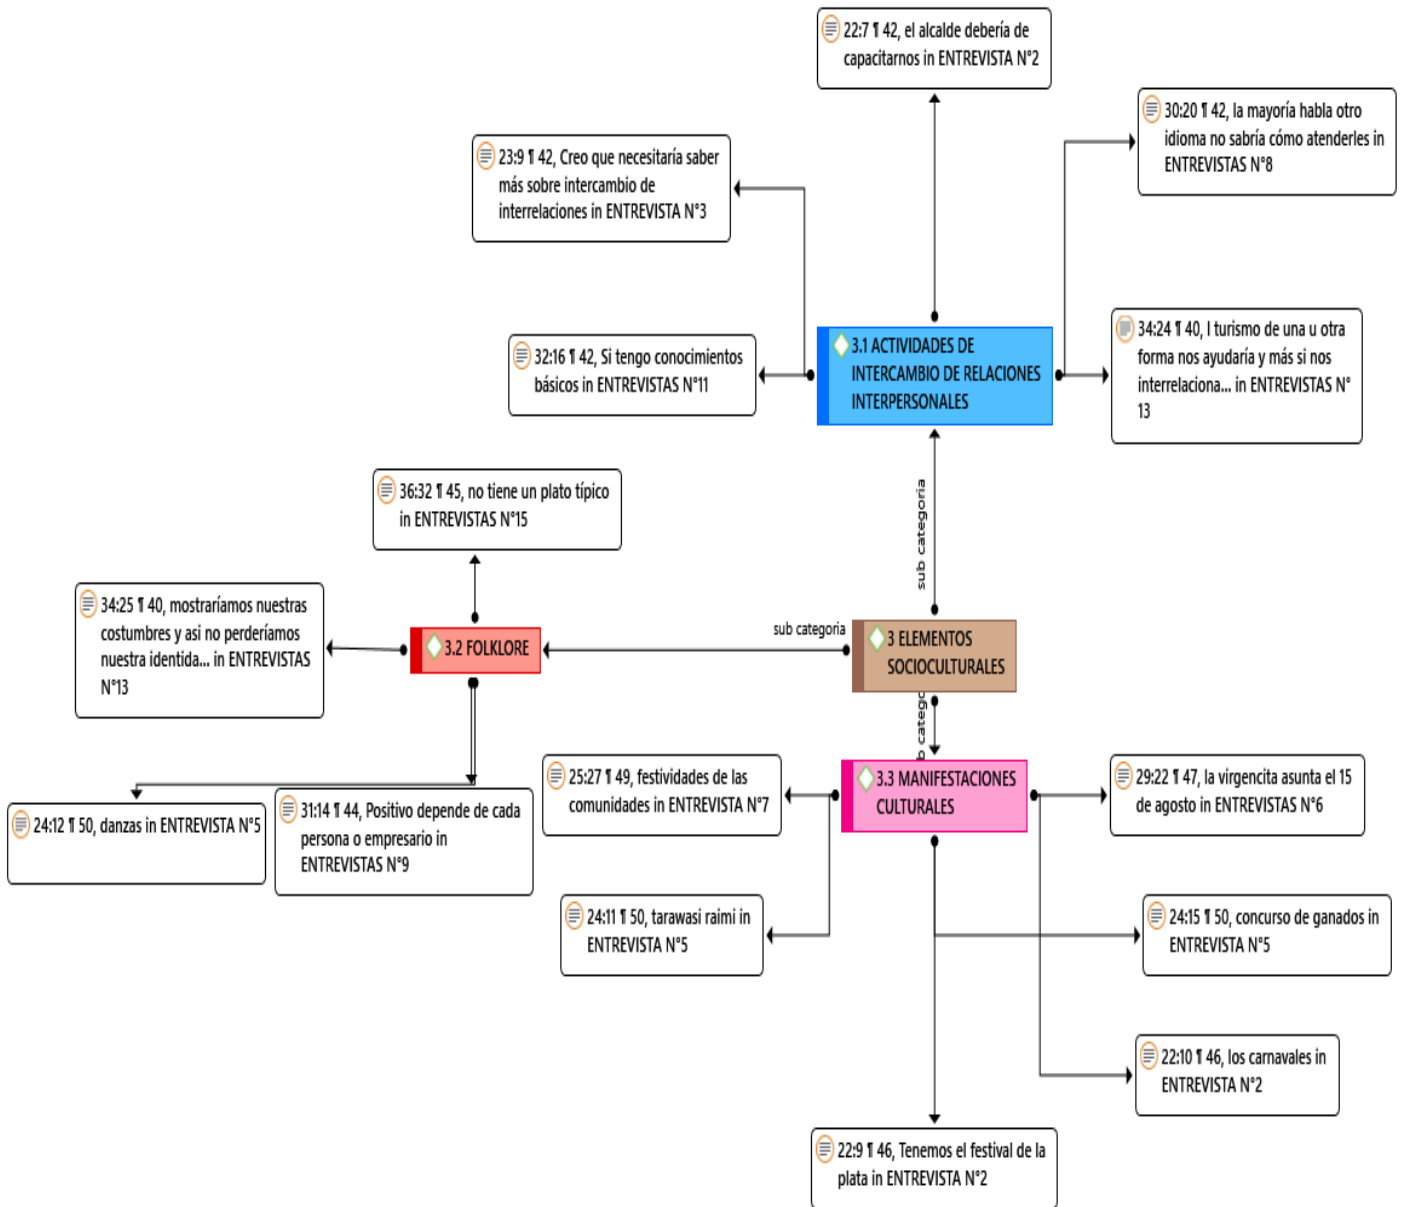 22:7 ¶ 42, el alcalde debería de
capacitarnos in ENTREVISTA N°2
30:20 ¶ 42, la mayoría habla otro
idioma no sabría cómo atenderles in
ENTREVISTAS N°8
23:9 ¶ 42, Creo que necesitaría saber
más sobre intercambio de
interrelaciones in ENTREVISTA N°3
32:16 ¶ 42, Si tengo conocimientos
básicos in ENTREVISTAS N°11
3.1 ACTIVIDADES DE
INTERCAMBIO DE RELACIONES
INTERPERSONALES
34:24 ¶ 40, l turismo de una u otra
forma nos ayudaría y más si nos
interrelaciona... in ENTREVISTAS N°
13
36:32 ¶ 45, no tiene un plato típico
in ENTREVISTAS N°15
sub categoria
34:25 ¶ 40, mostraríamos nuestras
costumbres y asi no perderíamos
nuestra identida... in ENTREVISTAS
N°13
3.2 FOLKLORE
sub categoria
3 ELEMENTOS
SOCIOCULTURALES
b catego
24:12 ¶ 50, danzas in ENTREVISTA N°5
31:14 ¶ 44, Positivo depende de cada
persona o empresario in
ENTREVISTAS N°9
25:27 ¶ 49, festividades de las
comunidades in ENTREVISTA N°7
3.3 MANIFESTACIONES
CULTURALES
29:22 ¶ 47, la virgencita asunta el 15
de agosto in ENTREVISTAS N°6
24:11 ¶ 50, tarawasi raimi in
ENTREVISTA N°5
24:15 ¶ 50, concurso de ganados in
ENTREVISTA N°5
22:10 ¶ 46, los carnavales in
ENTREVISTA N°2
22:9 ¶ 46, Tenemos el festival de la
plata in ENTREVISTA N°2